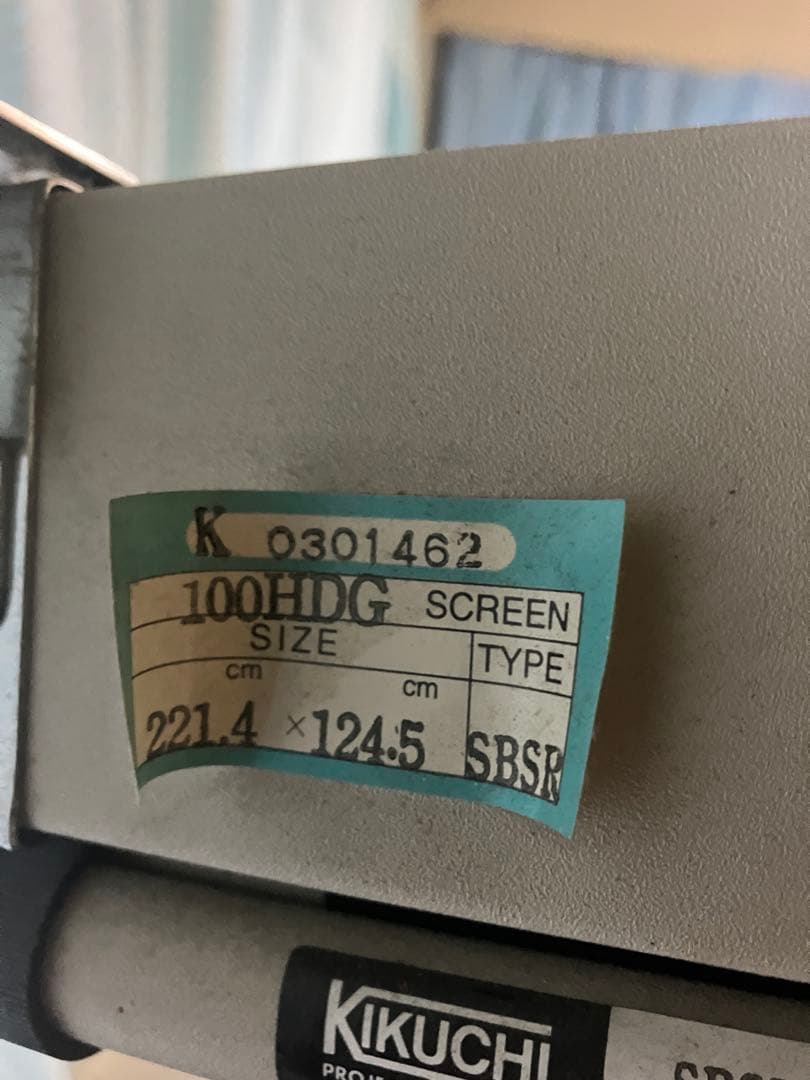 K 0301462
100HDG SCREEN
SIZE TYPE
cm cm
221.4 × 124.5 SBSR
KIKUCHI